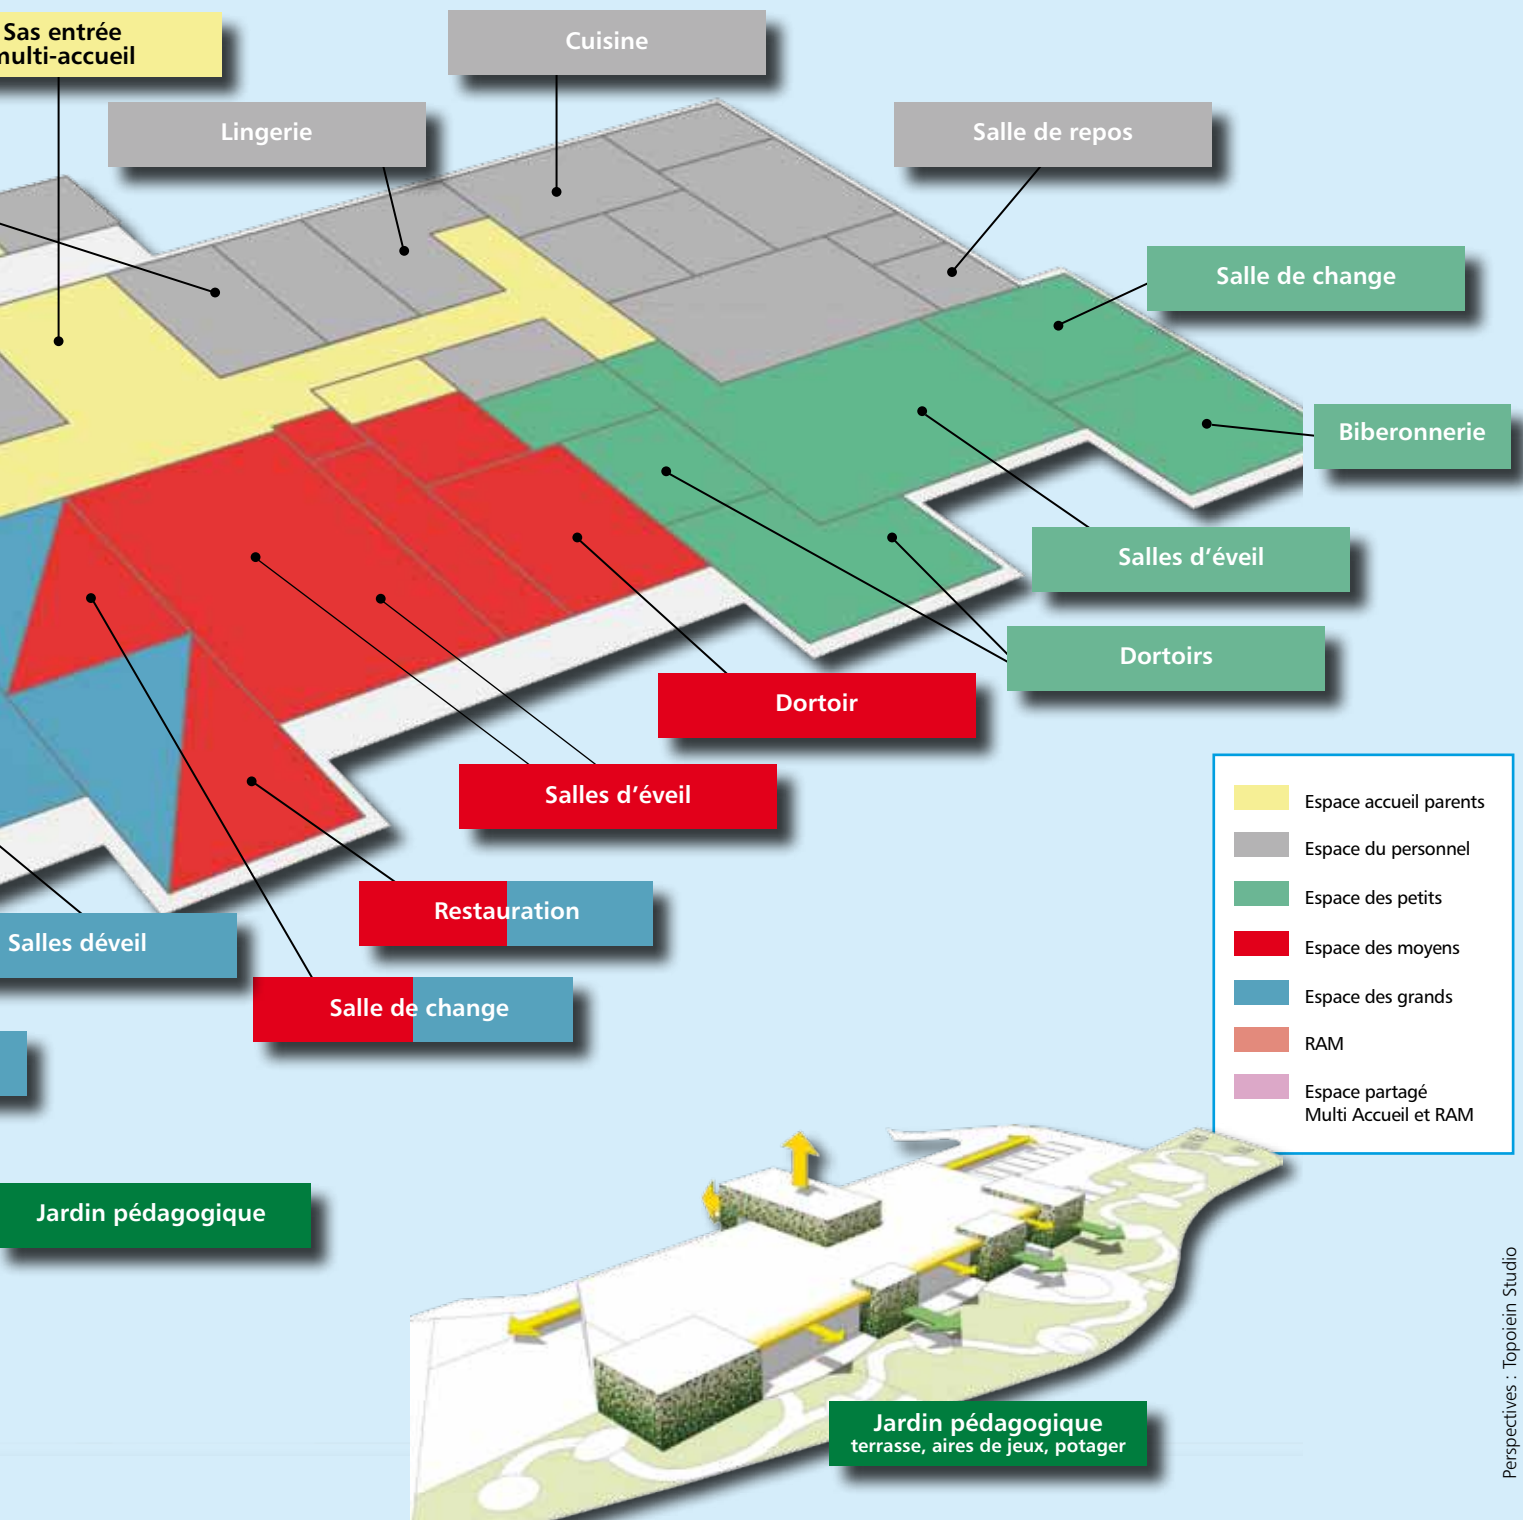 Sas entrée
multi-accueil
Cuisine
Lingerie
Salle de repos
Salle de change
Biberonnerie
Salles d’éveil
Dortoirs
Dortoir
Salles d’éveil
Restauration
Salles déveil
Salle de change
Espace accueil parents
Espace du personnel
Espace des petits
Espace des moyens
Espace des grands
RAM
Espace partagé
Multi Accueil et RAM
Jardin pédagogique
Jardin pédagogique
terrasse, aires de jeux, potager
Perspectives : Topoiein Studio